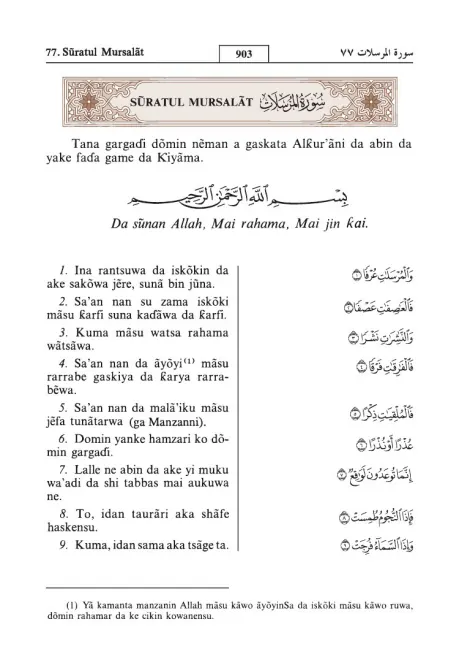 77. Sūratul Mursalāt 903 سورة المرسلات ٧٧
SŪRATUL MURSALĀT سُورَةُ المُرْسَلَاتِ
Tana gargaɗi dōmin nēman a gaskata Alƙur'āni da abin da
yake faɗa game da Ƙiyāma.
بِسْمِ اللَّهِ الرَّحْمَٰنِ الرَّحِيمِ
Da sūnan Allah, Mai rahama, Mai jin ƙai.
1. Ina rantsuwa da iskōkin da
ake sakōwa jēre, sunā bin jūna.
وَالْمُرْسَلَاتِ عُرْفًا ١
2. Sa'an nan su zama iskōki
māsu ƙarfi suna kaɗāwa da ƙarfi.
فَالْعَاصِفَاتِ عَصْفًا ٢
3. Kuma māsu watsa rahama
wātsāwa.
وَالنَّاشِرَاتِ نَشْرًا ٣
4. Sa'an nan da āyōyi⁽¹⁾ māsu
rarrabe gaskiya da ƙarya rarra-
bēwa.
فَالْفَارِقَاتِ فَرْقًا ٤
5. Sa'an nan da malā'iku māsu
jēfa tunātarwa (ga Manzanni).
فَالْمُلْقِيَاتِ ذِكْرًا ٥
6. Domin yanke hamzari ko dō-
min gargaɗi.
عُذْرًا أَوْ نُذْرًا ٦
7. Lalle ne abin da ake yi muku
wa'adi da shi tabbas mai aukuwa
ne.
إِنَّمَا تُوعَدُونَ لَوَاقِعٌ ٧
8. To, idan taurāri aka shāfe
haskensu.
فَإِذَا النُّجُومُ طُمِسَتْ ٨
9. Kuma, idan sama aka tsāge ta.
وَإِذَا السَّمَاءُ فُرِجَتْ ٩
(1) Yā kamanta manzanin Allah māsu kāwo āyōyinSa da iskōki māsu kāwo ruwa,
dōmin rahamar da ke cikin kowanensu.